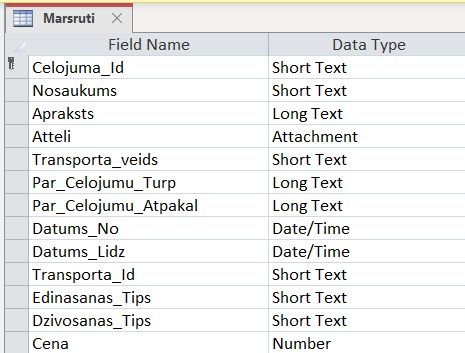 Marsruti
Field Name Data Type
Celojuma_Id Short Text
Nosaukums Short Text
Apraksts Long Text
Atteli Attachment
Transporta_veids Short Text
Par_Celojumu_Turp Long Text
Par_Celojumu_Atpakal Long Text
Datums_No Date/Time
Datums_Lidz Date/Time
Transporta_Id Short Text
Edinasanas_Tips Short Text
Dzivosanas_Tips Short Text
Cena Number